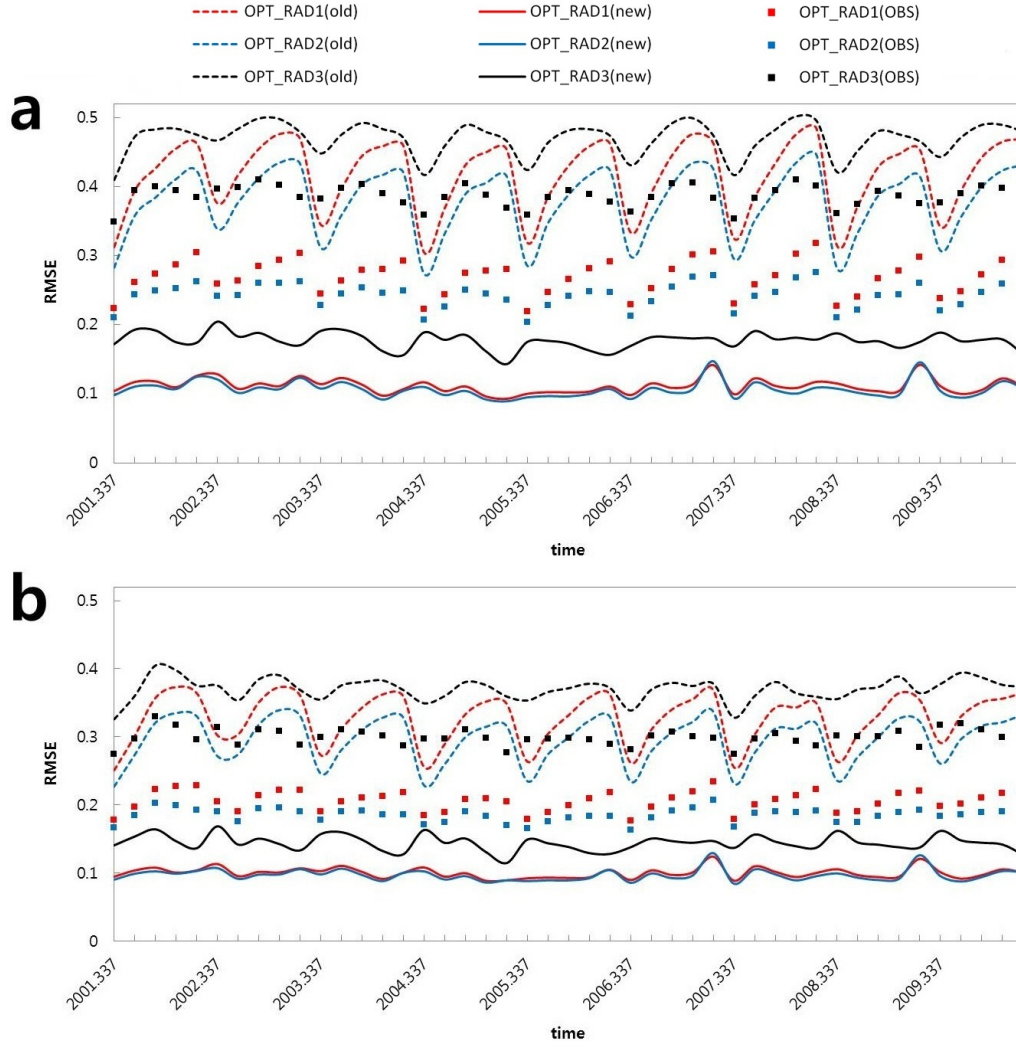 OPT_RAD1(old) OPT_RAD1(new) OPT_RAD1(OBS)
OPT_RAD2(old) OPT_RAD2(new) OPT_RAD2(OBS)
OPT_RAD3(old) OPT_RAD3(new) OPT_RAD3(OBS)
a
0.5
0.4
0.3
RMSE
0.2
0.1
0
2001.337 2002.337 2003.337 2004.337 2005.337 2006.337 2007.337 2008.337 2009.337
time
b
0.5
0.4
0.3
RMSE
0.2
0.1
0
2001.337 2002.337 2003.337 2004.337 2005.337 2006.337 2007.337 2008.337 2009.337
time